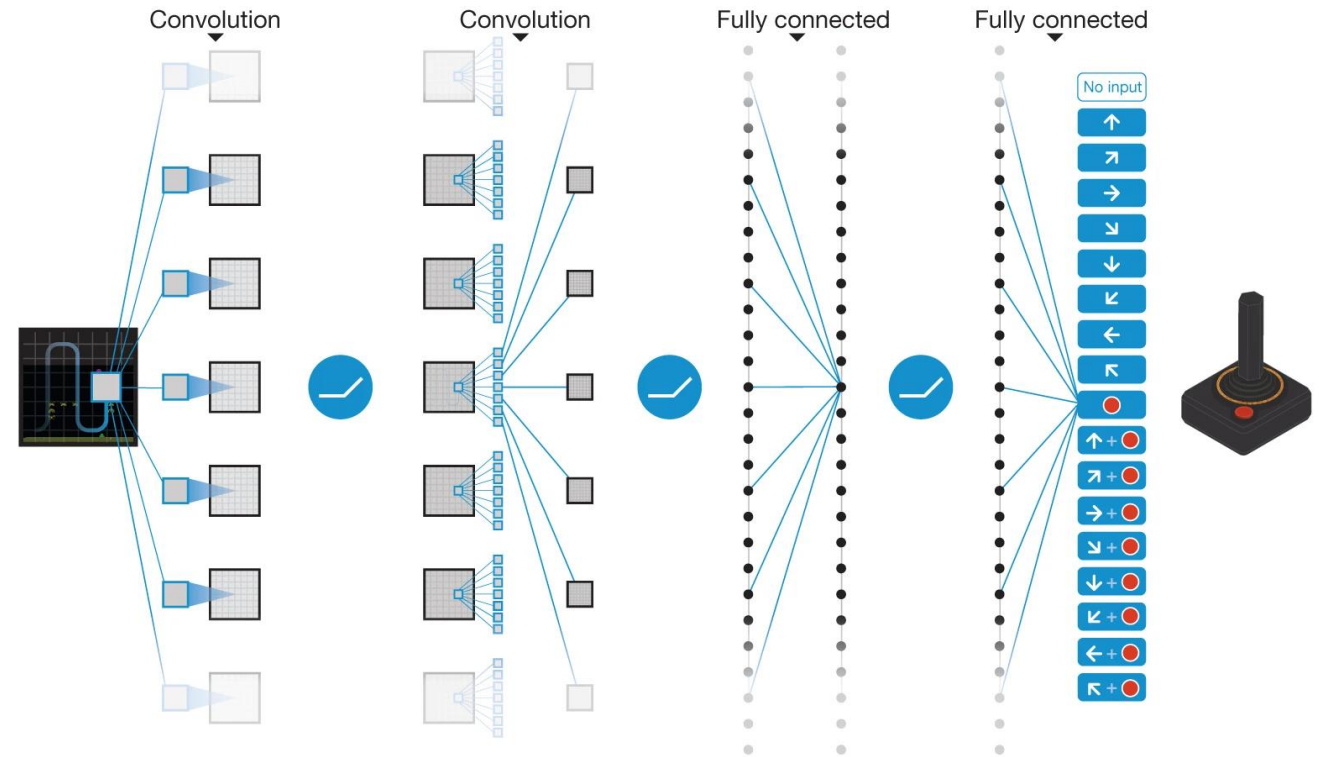 Convolution
Convolution
Fully connected
Fully connected
No input
+
+
+
+
+
+
+
+